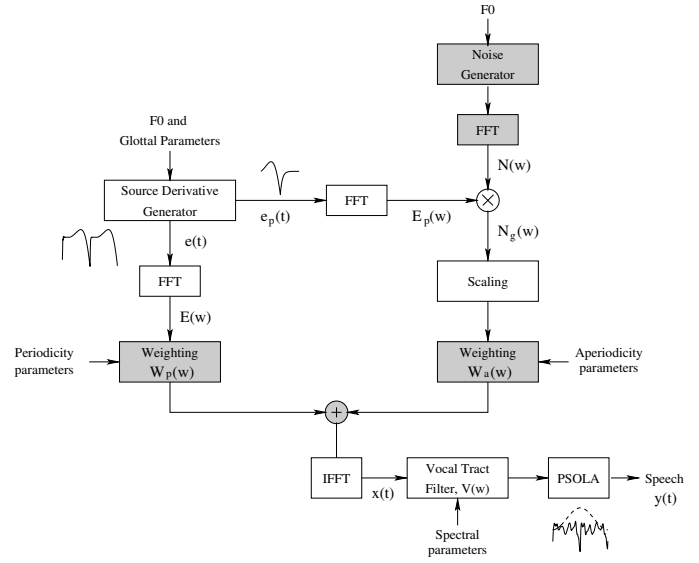 F0
Noise
Generator
FFT
N(w)
F0 and
Glottal Parameters
Source Derivative
Generator
e_p(t)
FFT
E_p(w)
×
N_g(w)
e(t)
FFT
Scaling
E(w)
Periodicity
parameters
Weighting
W_p(w)
Weighting
W_a(w)
Aperiodicity
parameters
+
IFFT
x(t)
Vocal Tract
Filter, V(w)
PSOLA
Speech
y(t)
Spectral
parameters